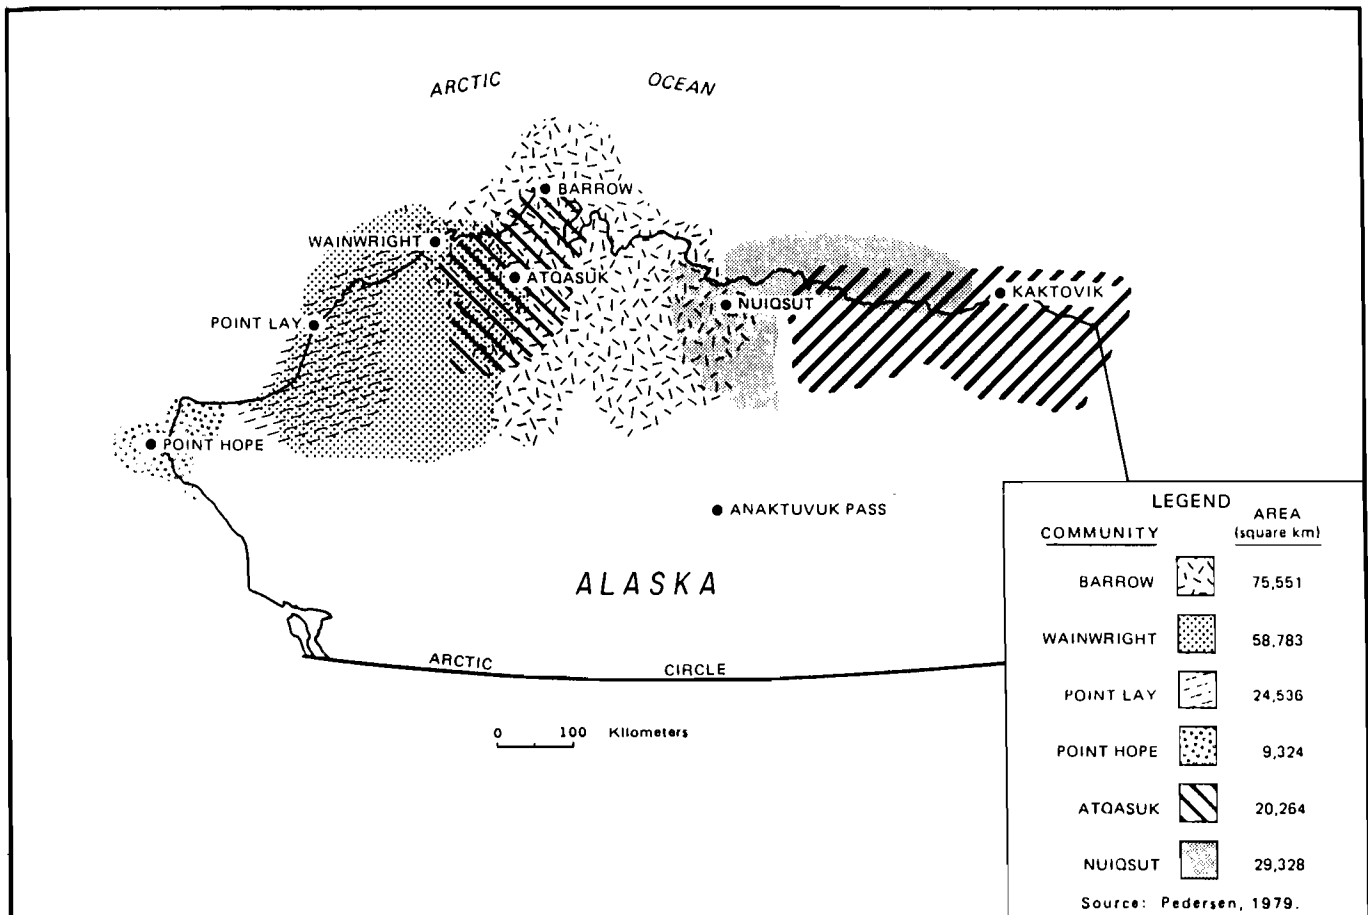 ARCTIC OCEAN
BARROW
WAINWRIGHT
ATQASUK
KAKTOVIK
NUIQSUT
POINT LAY
POINT HOPE
ANAKTUVUK PASS
ALASKA
ARCTIC CIRCLE
0 100 Kilometers
LEGEND
COMMUNITY AREA
(square km)
BARROW 75,551
WAINWRIGHT 58,783
POINT LAY 24,536
POINT HOPE 9,324
ATQASUK 20,264
NUIQSUT 29,328
Source: Pedersen, 1979.